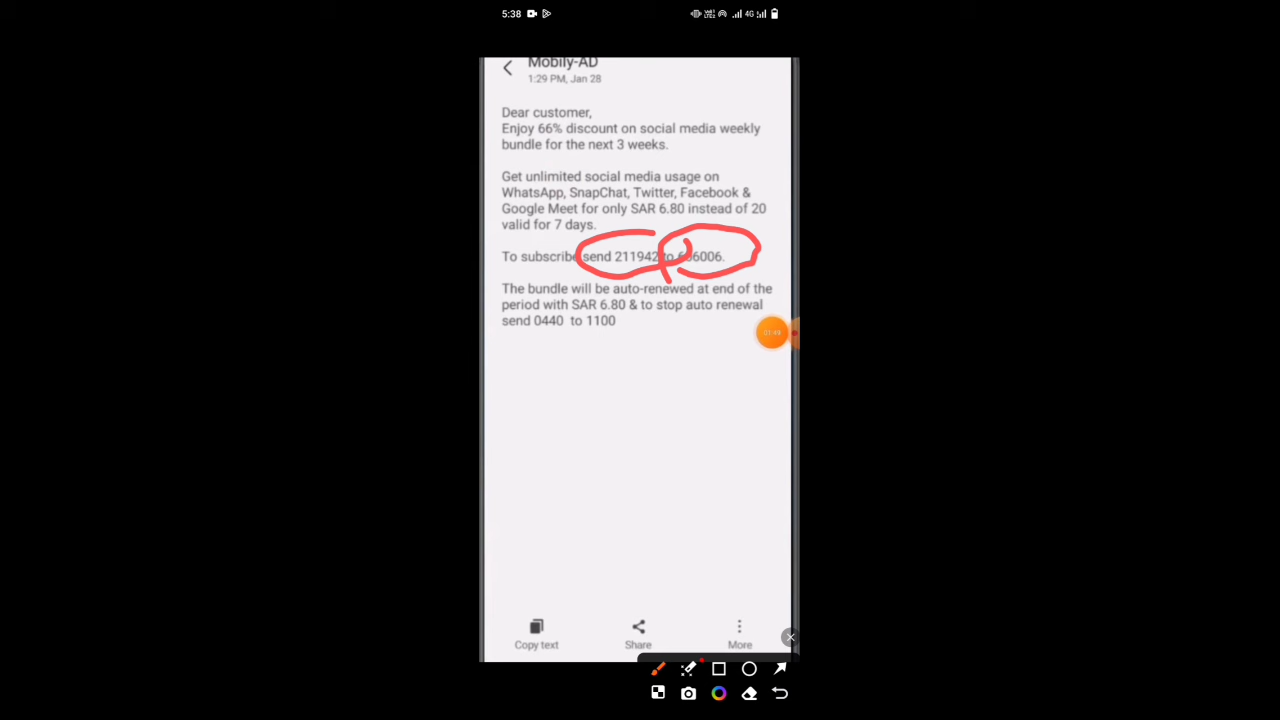 5:38
4G
Mobily-AD
1:29 PM, Jan 28
Dear customer,
Enjoy 66% discount on social media weekly
bundle for the next 3 weeks.
Get unlimited social media usage on
WhatsApp, SnapChat, Twitter, Facebook &
Google Meet for only SAR 6.80 instead of 20
valid for 7 days.
To subscribe send 211942 to
The bundle will be auto-renewed at end of the
period with SAR 6.80 & to stop auto renewal
send 0440 to 1100
Copy text
Share
More